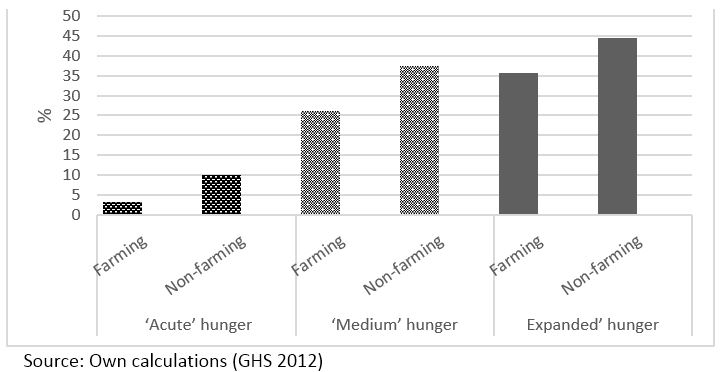 50
45
40
35
30
25
20
15
10
5
0
%
Farming
Non-farming
Farming
Non-farming
Farming
Non-farming
‘Acute’ hunger
‘Medium’ hunger
Expanded’ hunger
Source: Own calculations (GHS 2012)